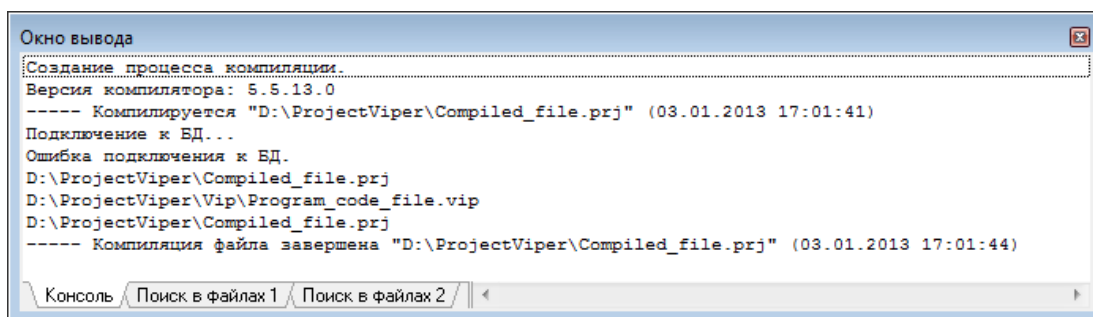 Окно вывода
Создание процесса компиляции.
Версия компилятора: 5.5.13.0
----- Компилируется "D:\ProjectViper\Compiled_file.prj" (03.01.2013 17:01:41)
Подключение к БД...
Ошибка подключения к БД.
D:\ProjectViper\Compiled_file.prj
D:\ProjectViper\Vip\Program_code_file.vip
D:\ProjectViper\Compiled_file.prj
----- Компиляция файла завершена "D:\ProjectViper\Compiled_file.prj" (03.01.2013 17:01:44)
Консоль Поиск в файлах 1 Поиск в файлах 2